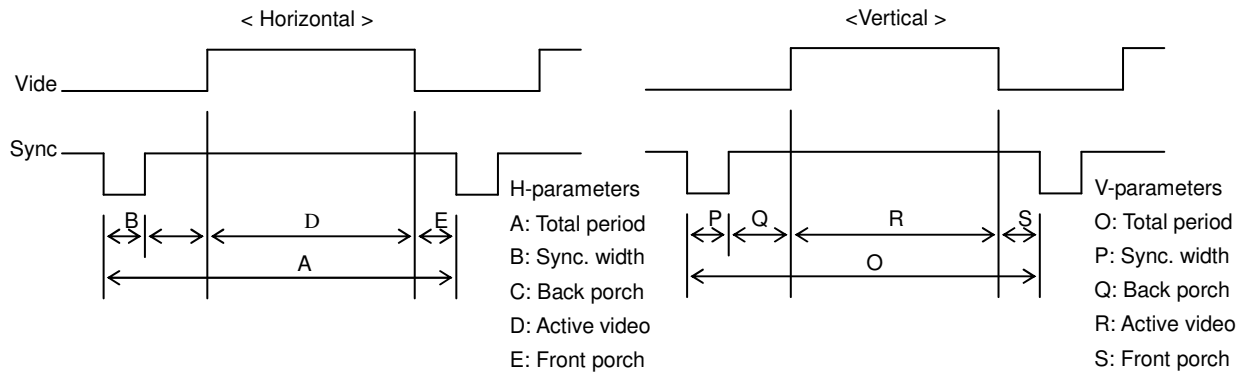 < Horizontal >
<Vertical >
Vide
Sync
B
D
E
A
H-parameters
A: Total period
B: Sync. width
C: Back porch
D: Active video
E: Front porch
P
Q
R
S
O
V-parameters
O: Total period
P: Sync. width
Q: Back porch
R: Active video
S: Front porch